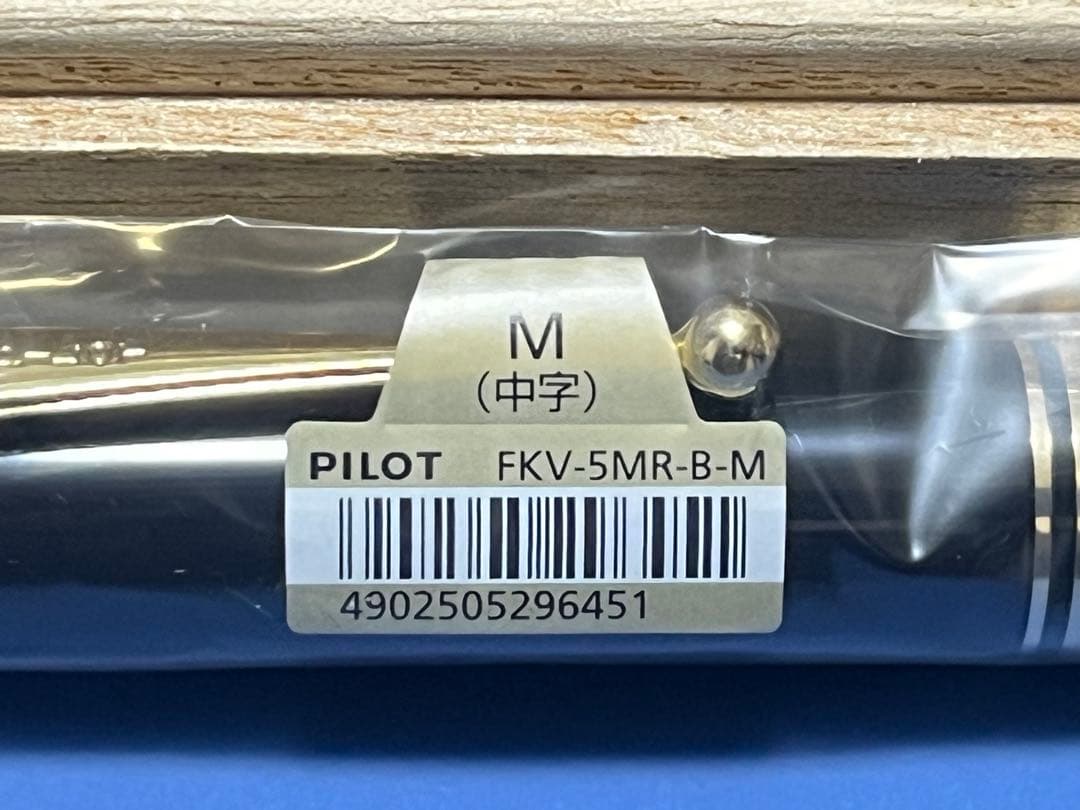 M
(中字)
PILOT FKV-5MR-B-M
4902505296451